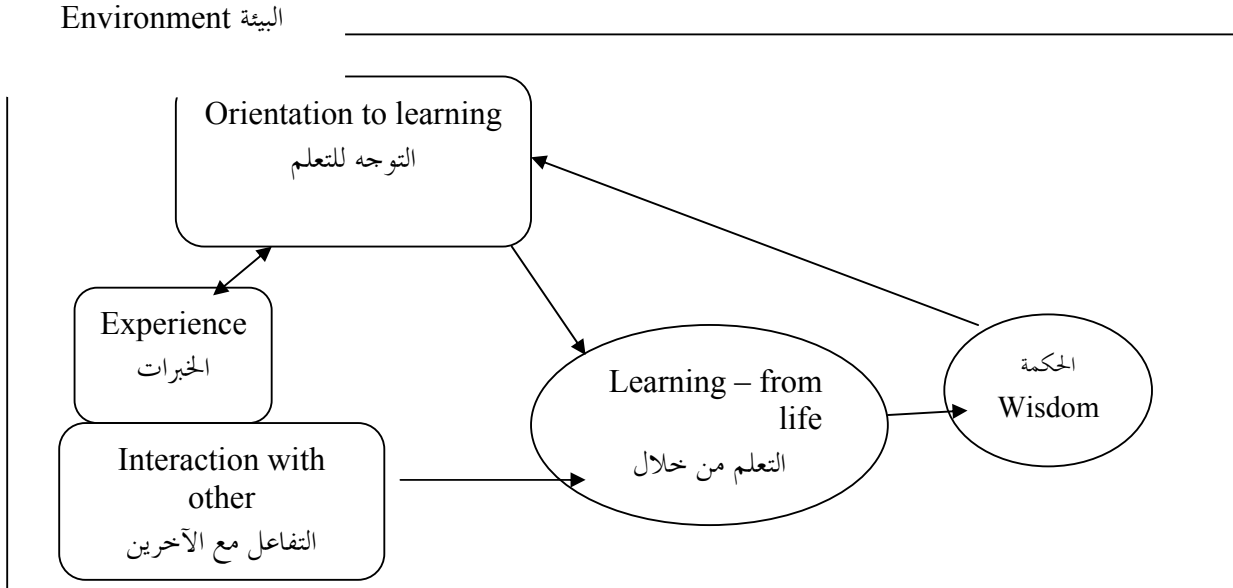 Environment البيئة
Orientation to learning
التوجه للتعلم
Experience
الخبرات
Interaction with
other
التفاعل مع الآخرين
Learning – from
life
التعلم من خلال
الحكمة
Wisdom